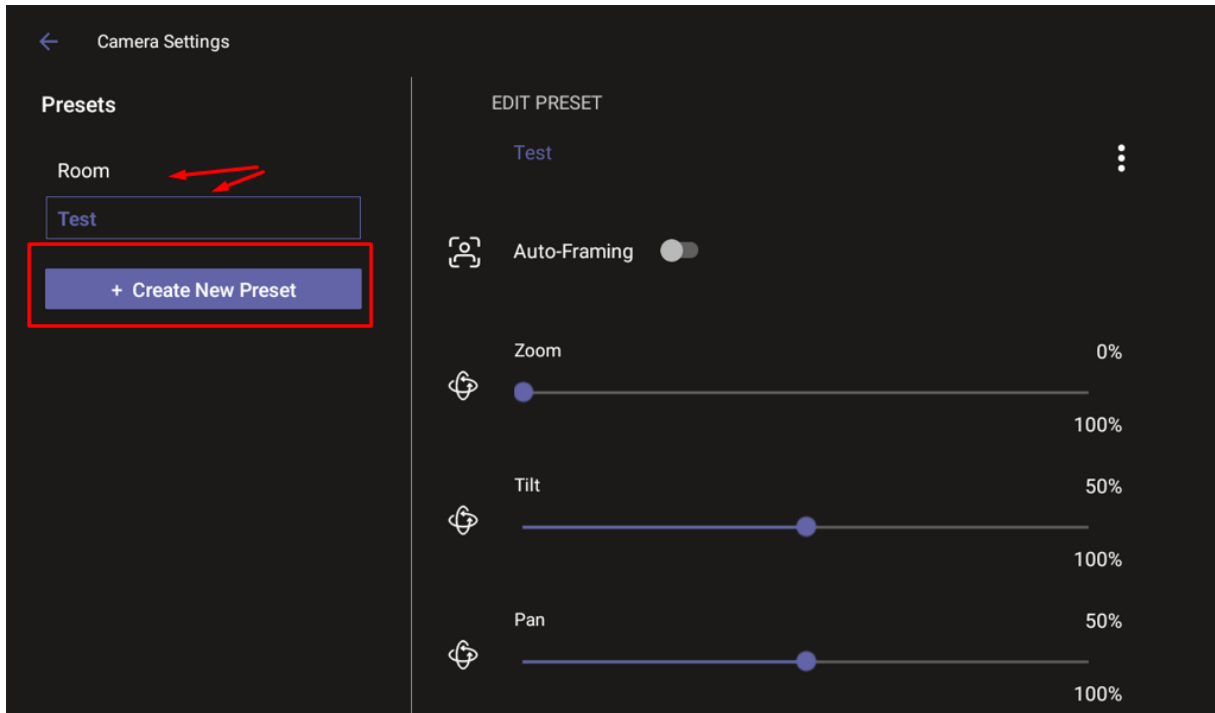 Camera Settings
Presets
Room
Test
+ Create New Preset
EDIT PRESET
Test
Auto-Framing
Zoom
0%
100%
Tilt
50%
100%
Pan
50%
100%